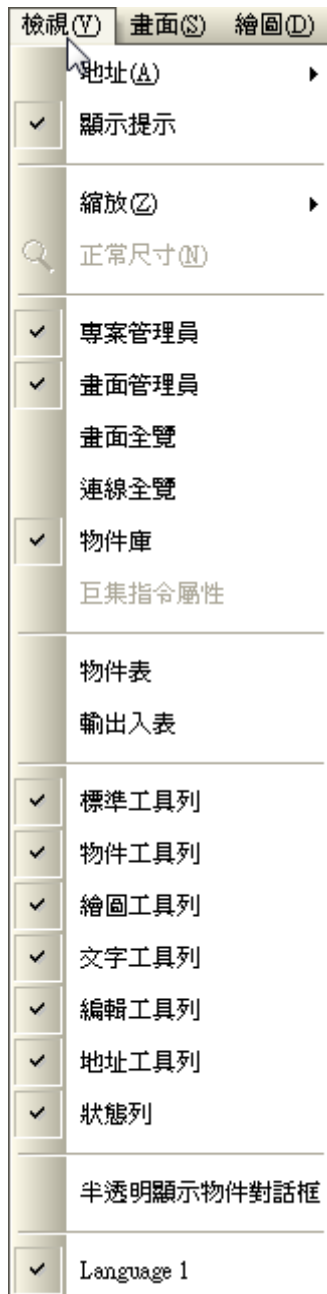 檢視(V) 畫面(S) 繪圖(D)
地址(A)
顯示提示
縮放(Z)
正常尺寸(N)
專案管理員
畫面管理員
畫面全覽
連線全覽
物件庫
巨集指令屬性
物件表
輸出入表
標準工具列
物件工具列
繪圖工具列
文字工具列
編輯工具列
地址工具列
狀態列
半透明顯示物件對話框
Language 1